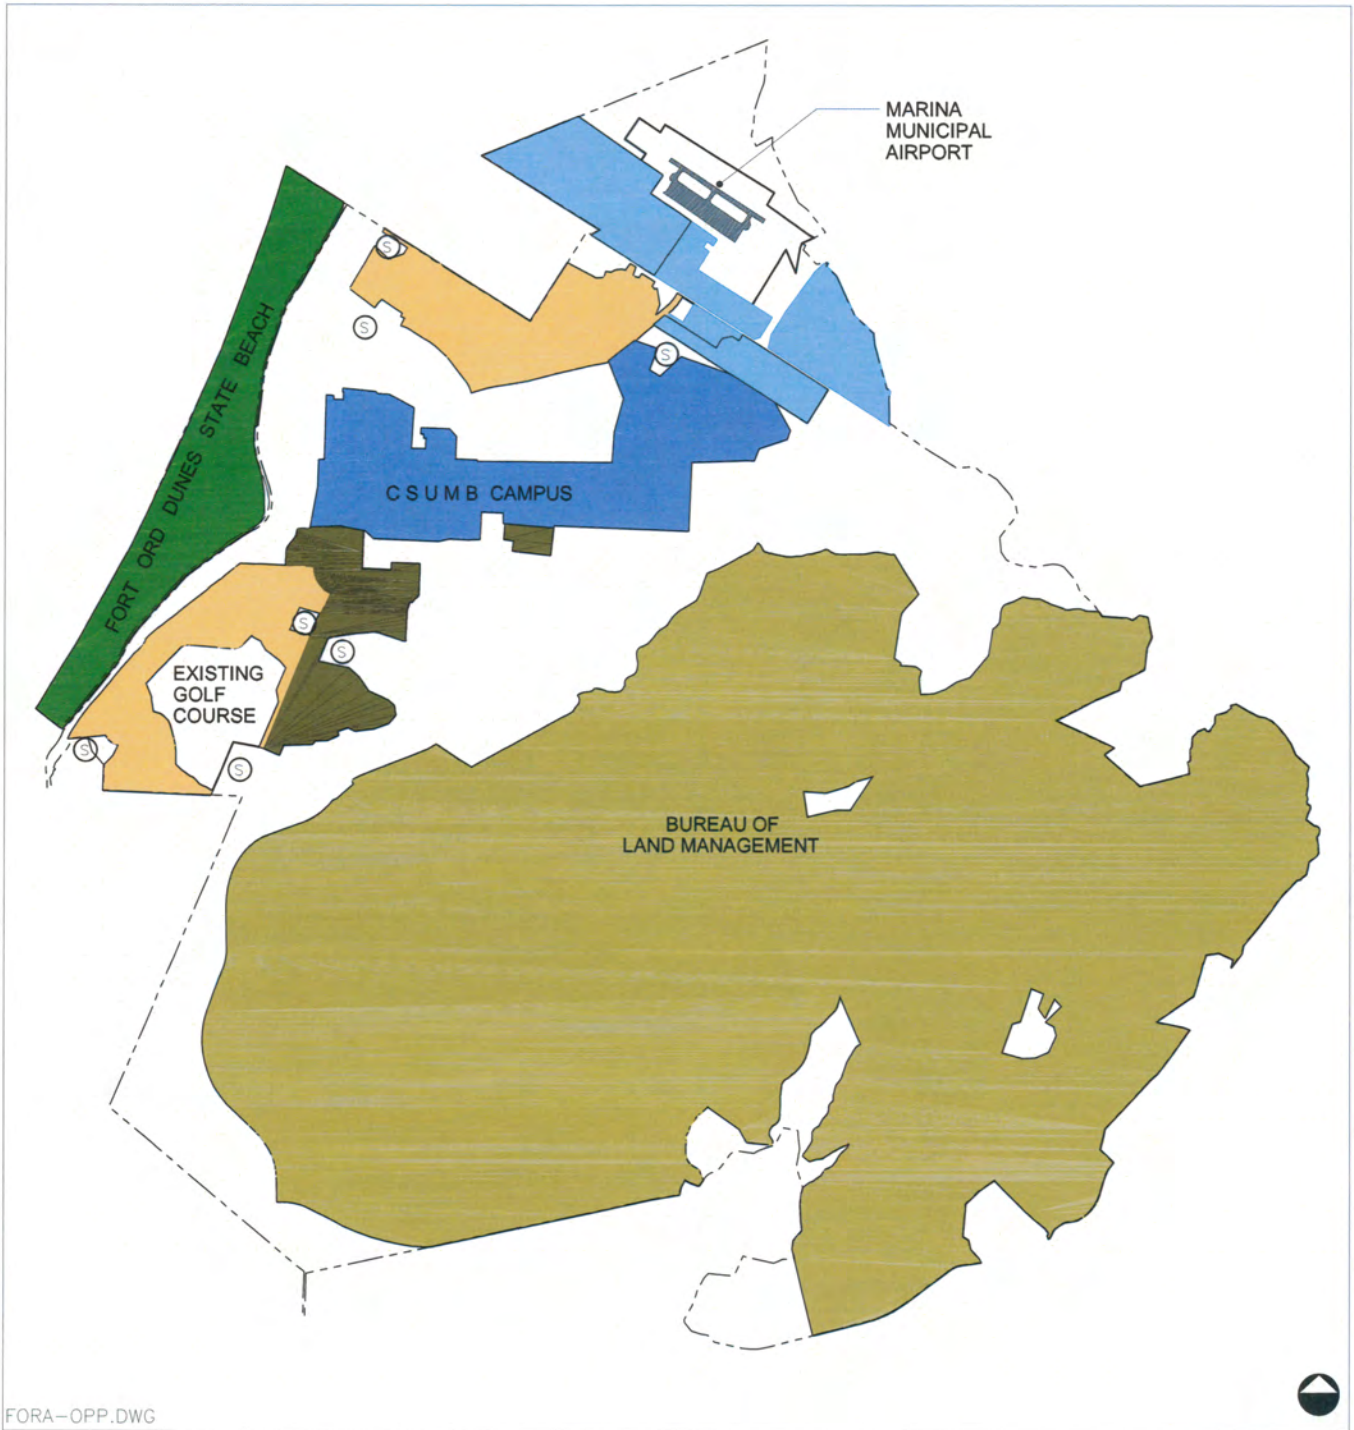 MARINA
MUNICIPAL
AIRPORT
S
S
S
FORT ORD DUNES STATE BEACH
C S U M B CAMPUS
S
S
EXISTING
GOLF
COURSE
S
S
BUREAU OF
LAND MANAGEMENT
FORA-OPP.DWG